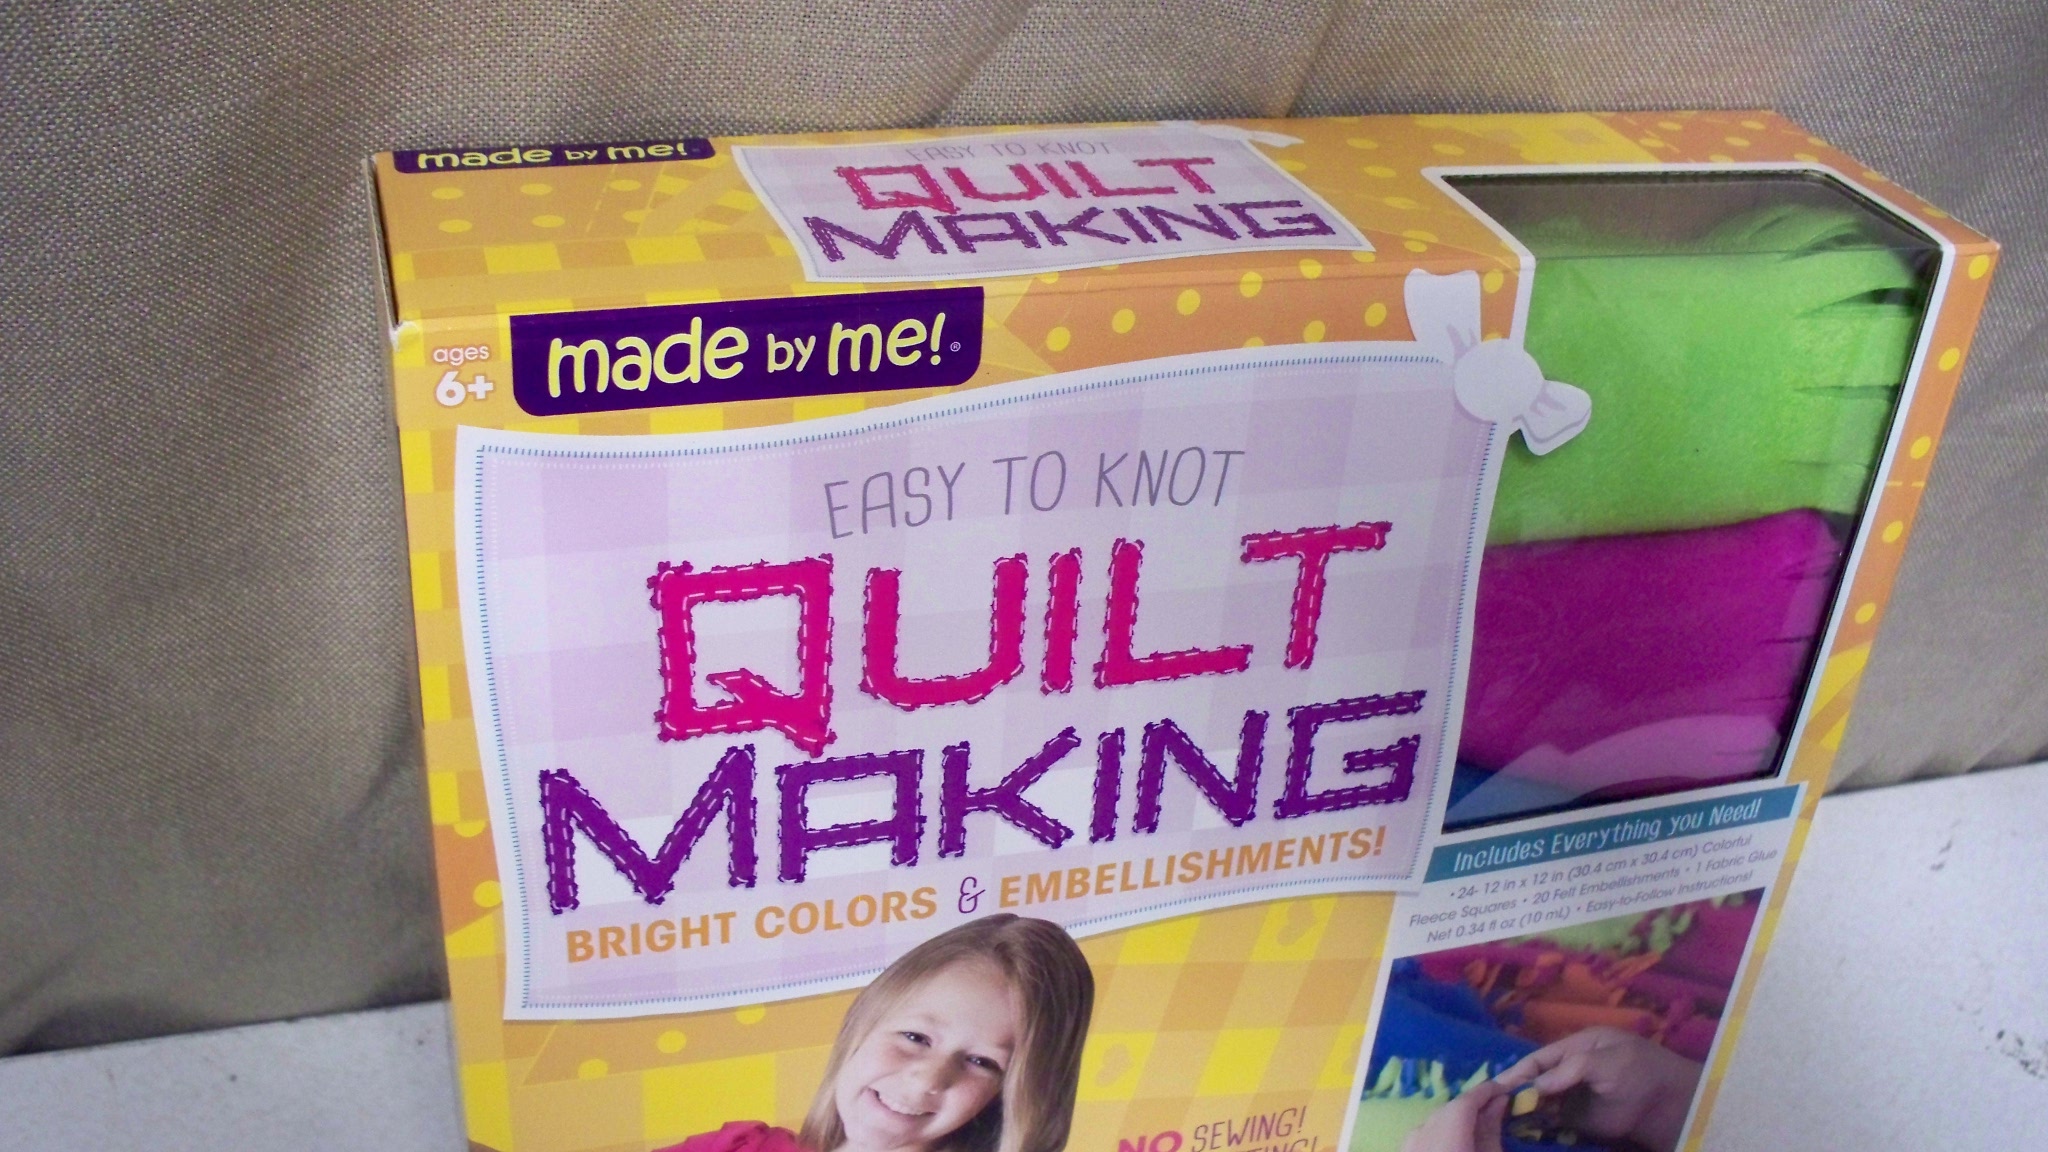 made by me!
EASY TO KNOT
QUILT
MAKING
ages
6+
made by me!®
EASY TO KNOT
QUILT
MAKING
BRIGHT COLORS & EMBELLISHMENTS!
Includes Everything you Need!
• 24- 12 in x 12 in (30.4 cm x 30.4 cm) Colorful
Fleece Squares • 20 Felt Embellishments • 1 Fabric Glue
Net 0.34 fl oz (10 mL) • Easy-to-Follow Instructions!
NO SEWING!